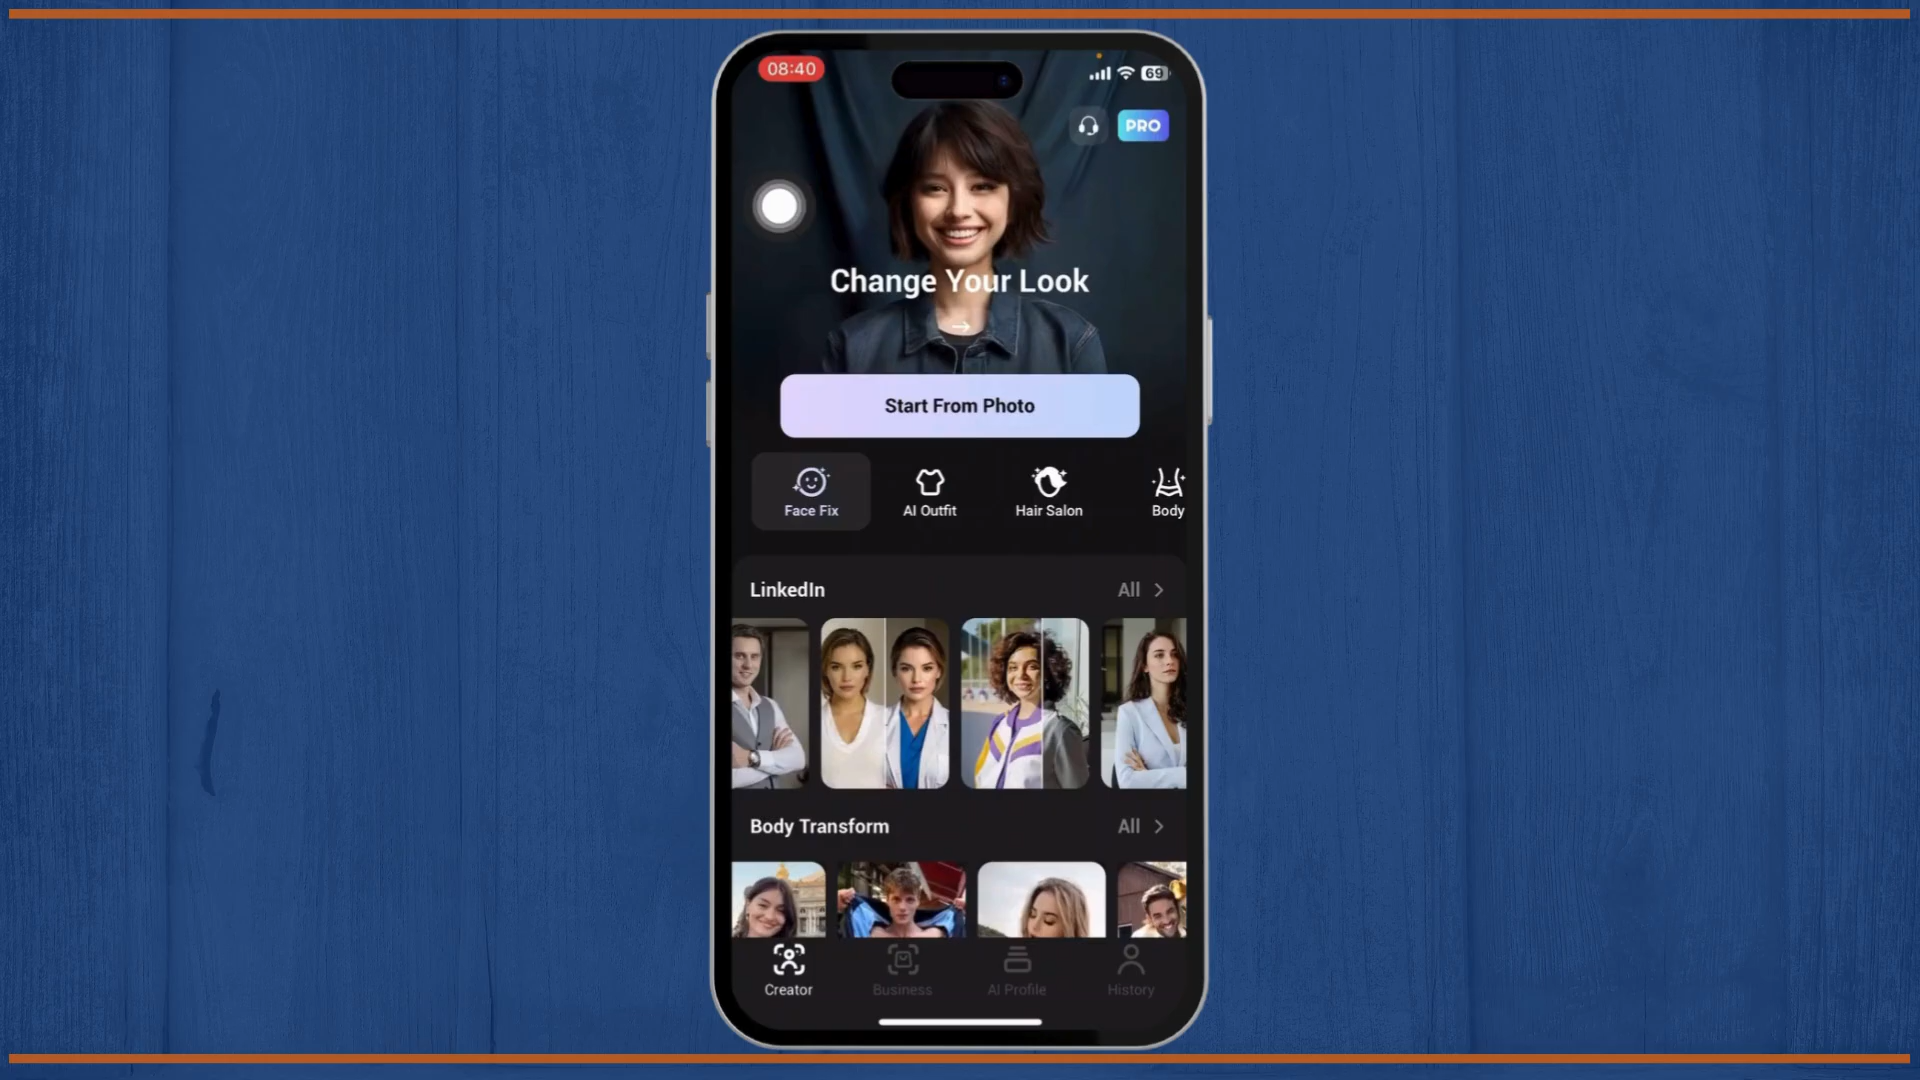 08:40
69
PRO
Change Your Look
→
Start From Photo
Face Fix
AI Outfit
Hair Salon
Body
LinkedIn
All >
Body Transform
All >
Creator
Business
AI Profile
History